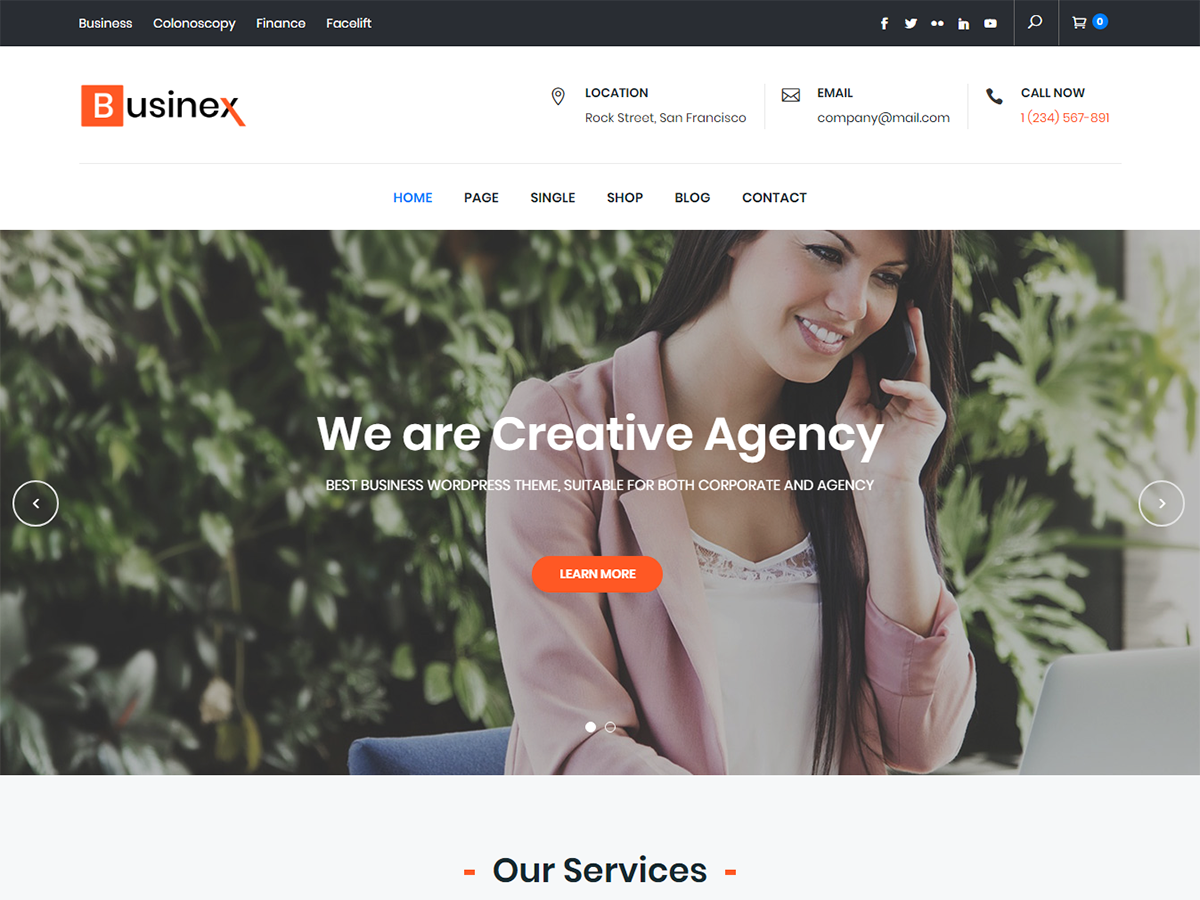 Business Colonoscopy Finance Facelift
0
Businex
LOCATION
Rock Street, San Francisco
EMAIL
company@mail.com
CALL NOW
1 (234) 567-891
HOME PAGE SINGLE SHOP BLOG CONTACT
We are Creative Agency
BEST BUSINESS WORDPRESS THEME, SUITABLE FOR BOTH CORPORATE AND AGENCY
LEARN MORE
- Our Services -